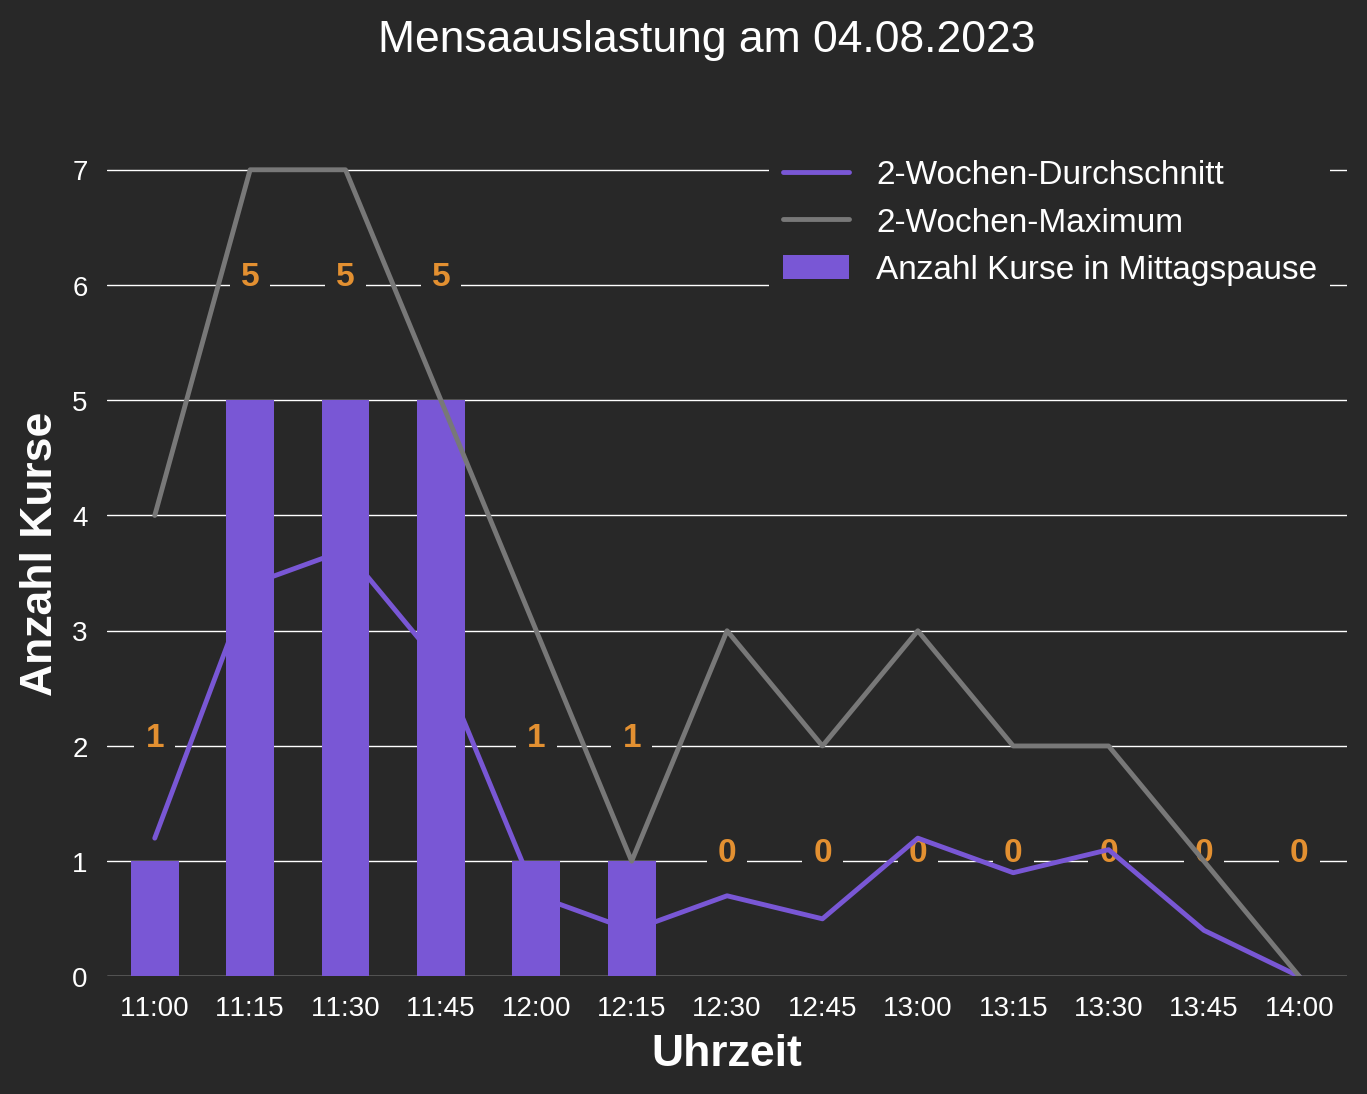 Mensaauslastung am 04.08.2023
2-Wochen-Durchschnitt
2-Wochen-Maximum
Anzahl Kurse in Mittagspause
7
6
5
4
3
2
1
0
Anzahl Kurse
5 5 5
1 1 1
0 0 0 0 0 0 0
11:00 11:15 11:30 11:45 12:00 12:15 12:30 12:45 13:00 13:15 13:30 13:45 14:00
Uhrzeit